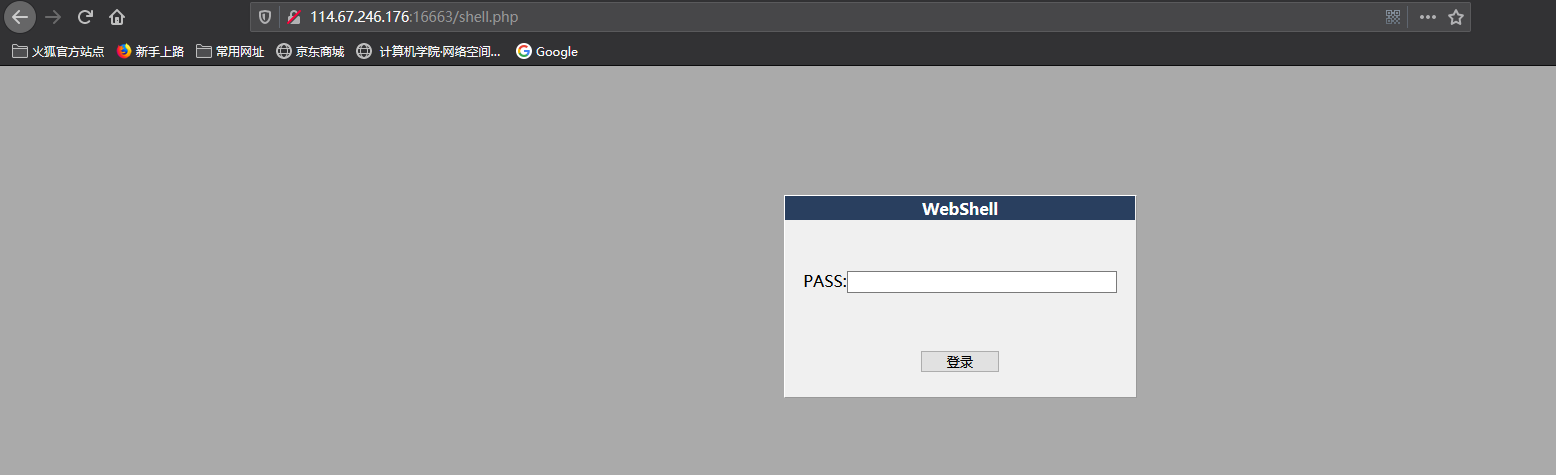 114.67.246.176:16663/shell.php
火狐官方站点 新手上路 常用网址 京东商城 计算机学院·网络空间... Google
WebShell
PASS:
登录